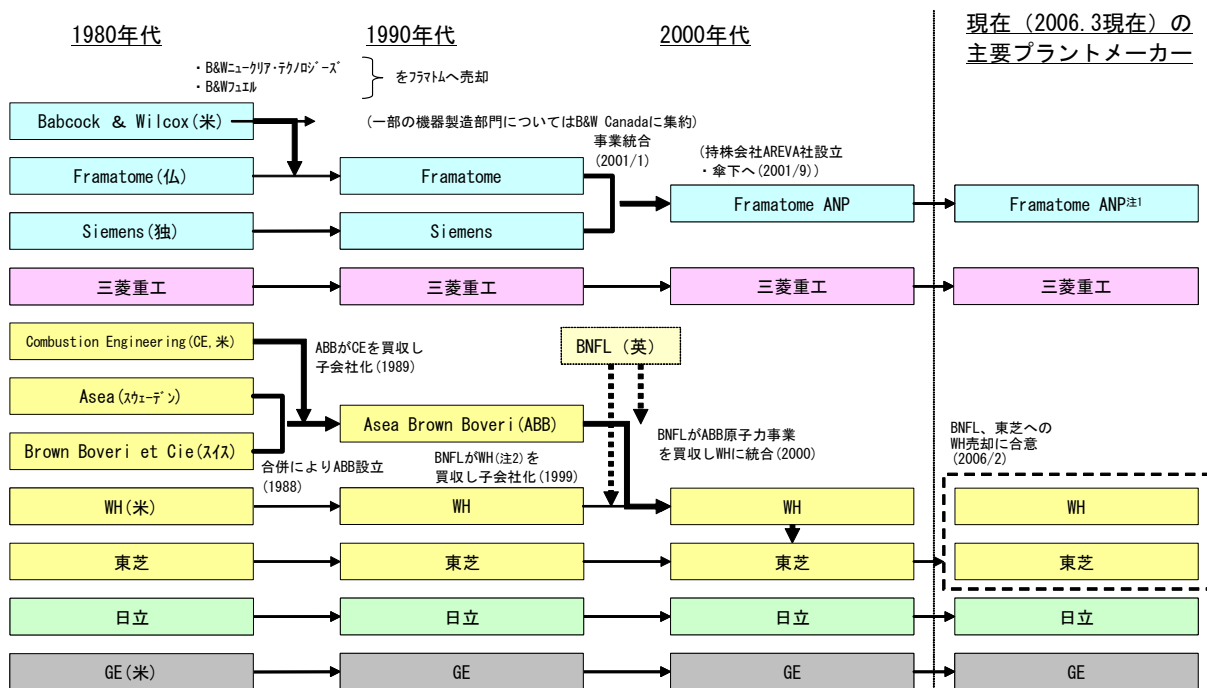 1980年代
1990年代
2000年代
現在（2006.3現在）の
主要プラントメーカー
・B&Wニュークリア・テクノロジーズ
・B&Wフュエル
をフラマトムへ売却
Babcock & Wilcox(米)
(一部の機器製造部門についてはB&W Canadaに集約)
事業統合
(2001/1)
(持株会社AREVA社設立
・傘下へ(2001/9))
Framatome(仏)
Framatome
Framatome ANP
Framatome ANP注1
Siemens(独)
Siemens
三菱重工
三菱重工
三菱重工
三菱重工
Combustion Engineering(CE,米)
ABBがCEを買収し
子会社化(1989)
BNFL（英）
Asea(スウェーデン)
Asea Brown Boveri(ABB)
Brown Boveri et Cie(スイス)
合併によりABB設立
(1988)
BNFLがWH(注2)を
買収し子会社化(1999)
BNFLがABB原子力事業
を買収しWHに統合(2000)
BNFL、東芝への
WH売却に合意
(2006/2)
WH(米)
WH
WH
WH
東芝
東芝
東芝
東芝
日立
日立
日立
日立
GE(米)
GE
GE
GE